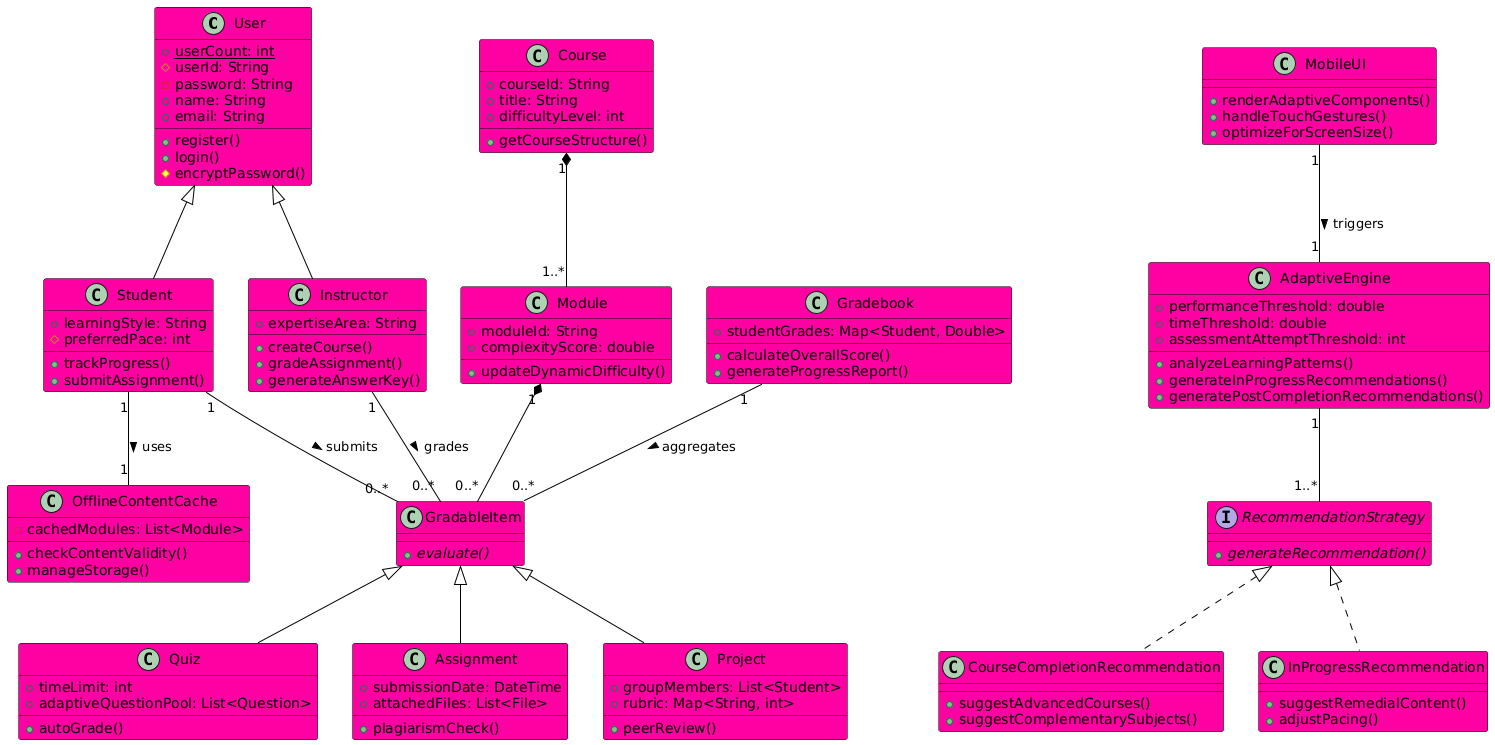 C User
userCount: int
userId: String
password: String
name: String
email: String
register()
login()
encryptPassword()
C Course
courseId: String
title: String
difficultyLevel: int
getCourseStructure()
C MobileUI
renderAdaptiveComponents()
handleTouchGestures()
optimizeForScreenSize()
1
1
triggers
1..*
1
C Student
learningStyle: String
preferredPace: int
trackProgress()
submitAssignment()
C Instructor
expertiseArea: String
createCourse()
gradeAssignment()
generateAnswerKey()
C Module
moduleId: String
complexityScore: double
updateDynamicDifficulty()
C Gradebook
studentGrades: Map<Student, Double>
calculateOverallScore()
generateProgressReport()
C AdaptiveEngine
performanceThreshold: double
timeThreshold: double
assessmentAttemptThreshold: int
analyzeLearningPatterns()
generateInProgressRecommendations()
generatePostCompletionRecommendations()
1
1
1
1
1
1
uses
submits
grades
aggregates
1
0..*
0..*
0..*
0..*
1..*
C OfflineContentCache
cachedModules: List<Module>
checkContentValidity()
manageStorage()
C GradableItem
evaluate()
I RecommendationStrategy
generateRecommendation()
C Quiz
timeLimit: int
adaptiveQuestionPool: List<Question>
autoGrade()
C Assignment
submissionDate: DateTime
attachedFiles: List<File>
plagiarismCheck()
C Project
groupMembers: List<Student>
rubric: Map<String, int>
peerReview()
C CourseCompletionRecommendation
suggestAdvancedCourses()
suggestComplementarySubjects()
C InProgressRecommendation
suggestRemedialContent()
adjustPacing()